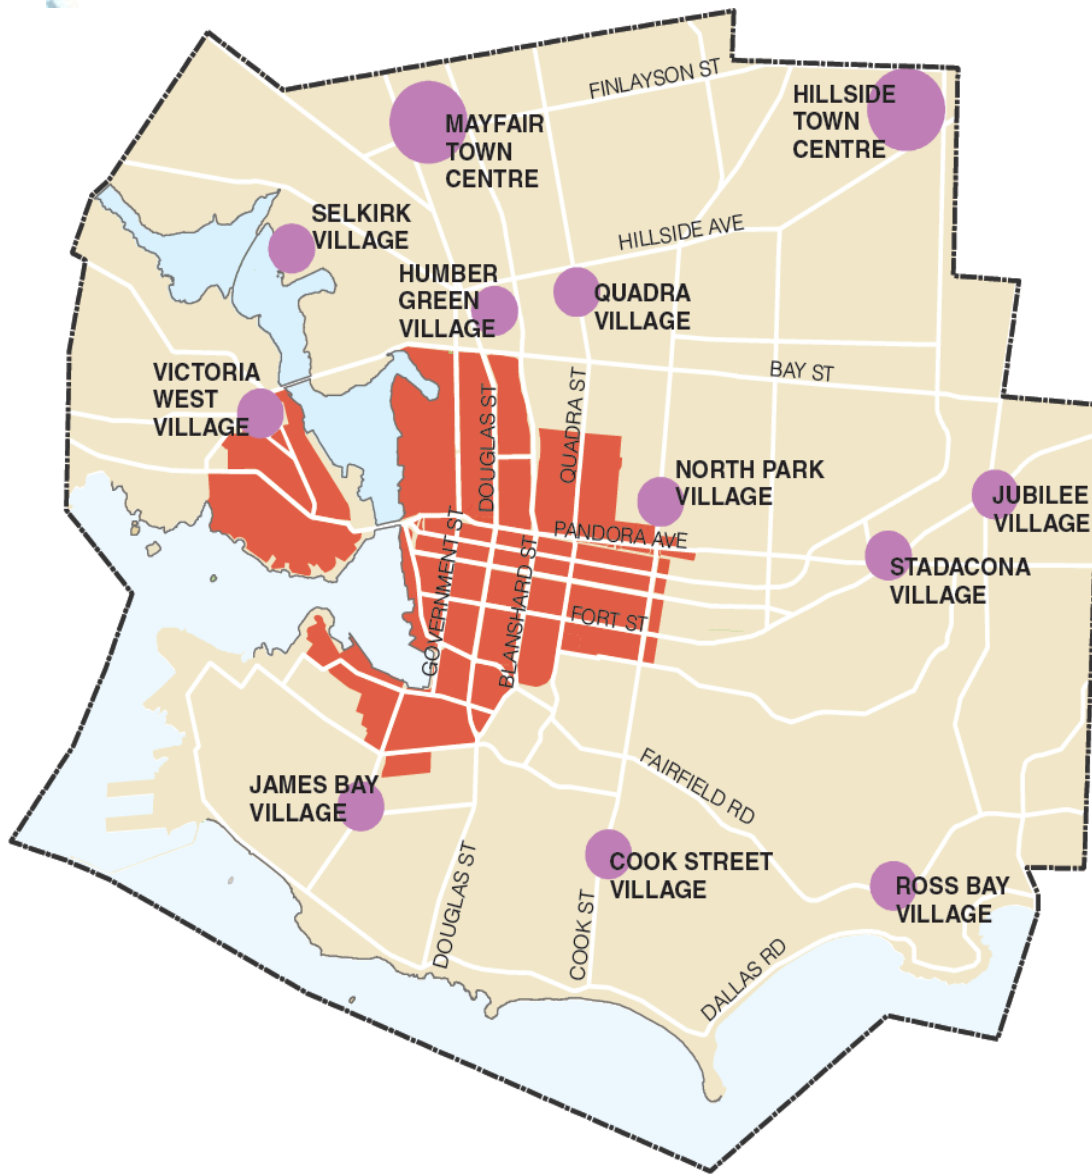 FINLAYSON ST
HILLSIDE
TOWN
CENTRE
MAYFAIR
TOWN
CENTRE
SELKIRK
VILLAGE
HILLSIDE AVE
HUMBER
GREEN
VILLAGE
QUADRA
VILLAGE
VICTORIA
WEST
VILLAGE
BAY ST
DOUGLAS ST
QUADRA ST
NORTH PARK
VILLAGE
JUBILEE
VILLAGE
PANDORA AVE
STADACONA
VILLAGE
GOVERNMENT ST
BLANSHARD ST
FORT ST
JAMES BAY
VILLAGE
FAIRFIELD RD
COOK STREET
VILLAGE
ROSS BAY
VILLAGE
DOUGLAS ST
COOK ST
DALLAS RD